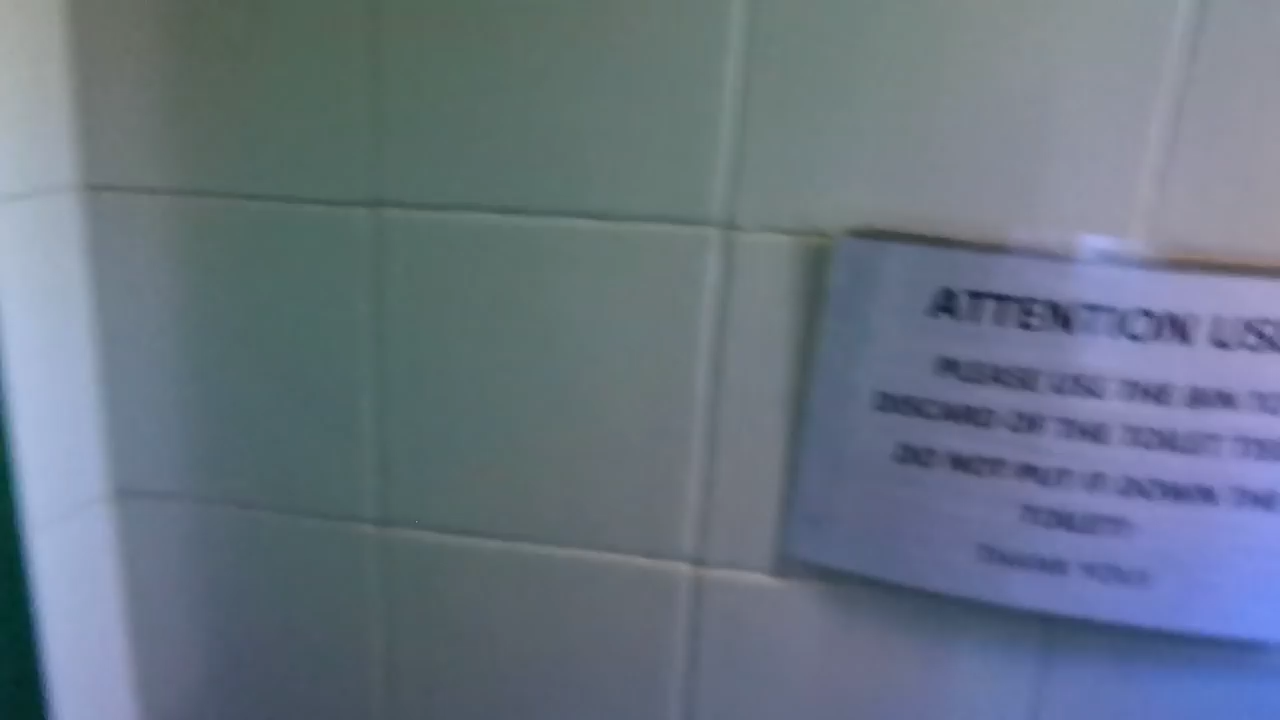 ATTENTION US
PLEASE USE THE BIN TO
DISCARD OF THE TOILET
DO NOT PUT IT DOWN THE
TOILET!
THANK YOU!